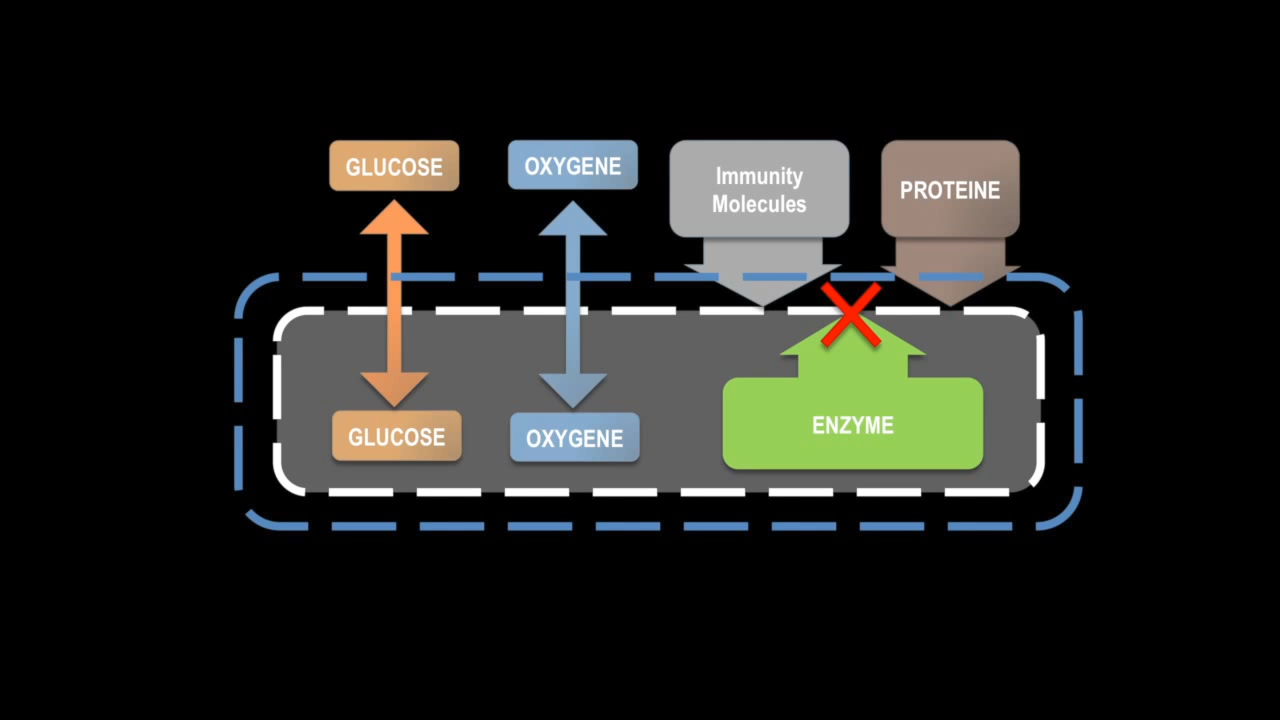 GLUCOSE
OXYGENE
Immunity
Molecules
PROTEINE
GLUCOSE
OXYGENE
ENZYME